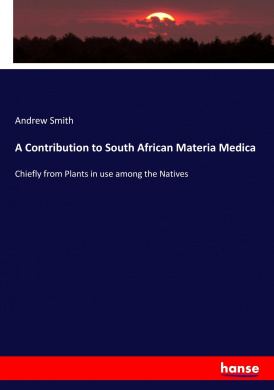 Andrew Smith
A Contribution to South African Materia Medica
Chiefly from Plants in use among the Natives
hanse